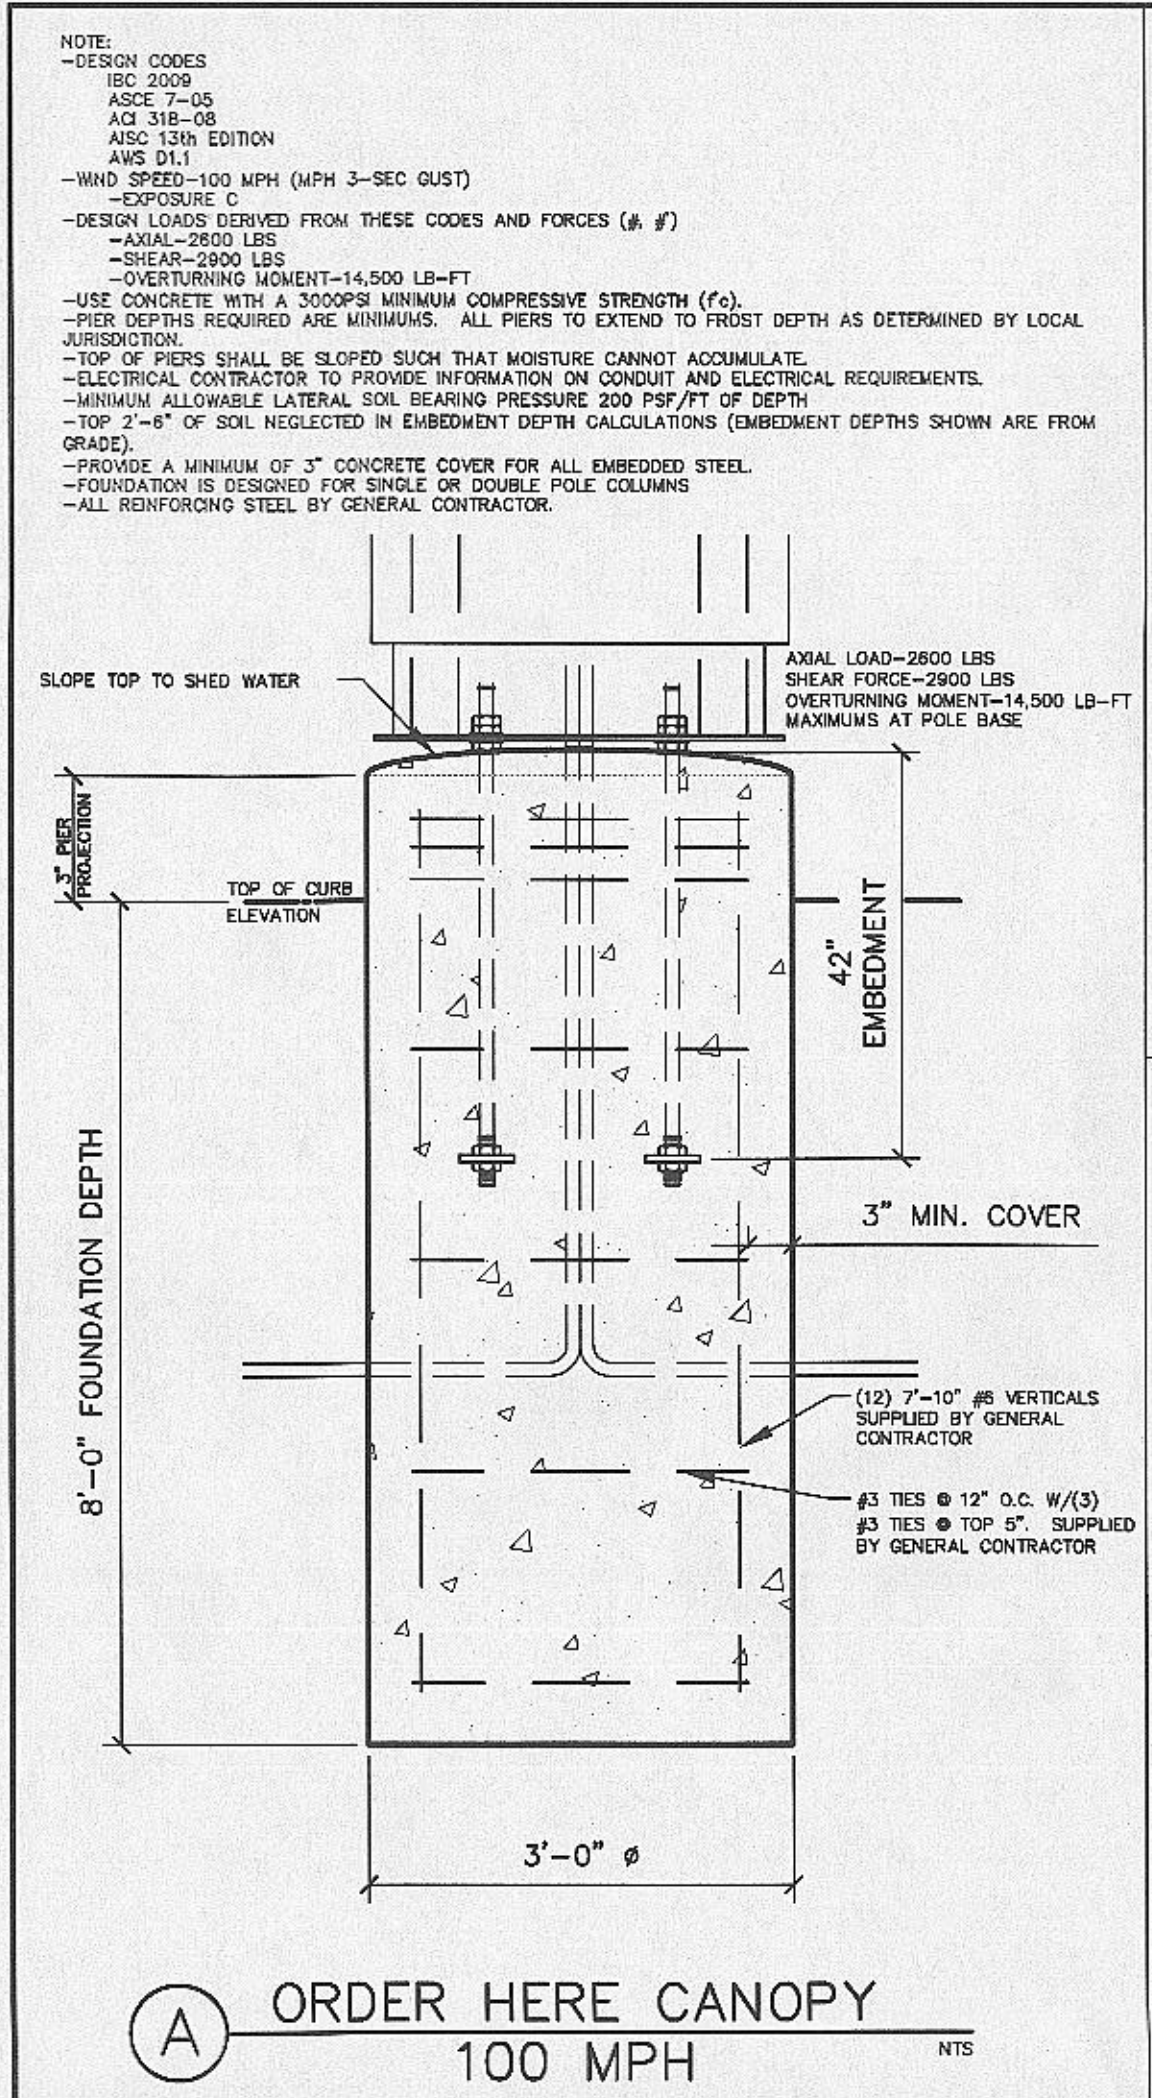 NOTE:
-DESIGN CODES
IBC 2009
ASCE 7-05
ACI 318-08
AISC 13th EDITION
AWS D1.1
-WIND SPEED-100 MPH (MPH 3-SEC GUST)
-EXPOSURE C
-DESIGN LOADS DERIVED FROM THESE CODES AND FORCES (#, #')
-AXIAL-2600 LBS
-SHEAR-2900 LBS
-OVERTURNING MOMENT-14,500 LB-FT
-USE CONCRETE WITH A 3000PSI MINIMUM COMPRESSIVE STRENGTH (f'c).
-PIER DEPTHS REQUIRED ARE MINIMUMS. ALL PIERS TO EXTEND TO FROST DEPTH AS DETERMINED BY LOCAL
JURISDICTION.
-TOP OF PIERS SHALL BE SLOPED SUCH THAT MOISTURE CANNOT ACCUMULATE.
-ELECTRICAL CONTRACTOR TO PROVIDE INFORMATION ON CONDUIT AND ELECTRICAL REQUIREMENTS.
-MINIMUM ALLOWABLE LATERAL SOIL BEARING PRESSURE 200 PSF/FT OF DEPTH
-TOP 2'-6" OF SOIL NEGLECTED IN EMBEDMENT DEPTH CALCULATIONS (EMBEDMENT DEPTHS SHOWN ARE FROM
GRADE).
-PROVIDE A MINIMUM OF 3" CONCRETE COVER FOR ALL EMBEDDED STEEL.
-FOUNDATION IS DESIGNED FOR SINGLE OR DOUBLE POLE COLUMNS
-ALL REINFORCING STEEL BY GENERAL CONTRACTOR.
SLOPE TOP TO SHED WATER
AXIAL LOAD-2600 LBS
SHEAR FORCE-2900 LBS
OVERTURNING MOMENT-14,500 LB-FT
MAXIMUMS AT POLE BASE
3" PIER
PROJECTION
TOP OF CURB
ELEVATION
42"
EMBEDMENT
8'-0" FOUNDATION DEPTH
3" MIN. COVER
(12) 7'-10" #6 VERTICALS
SUPPLIED BY GENERAL
CONTRACTOR
#3 TIES @ 12" O.C. W/(3)
#3 TIES @ TOP 5". SUPPLIED
BY GENERAL CONTRACTOR
3'-0" ø
A
ORDER HERE CANOPY
100 MPH
NTS